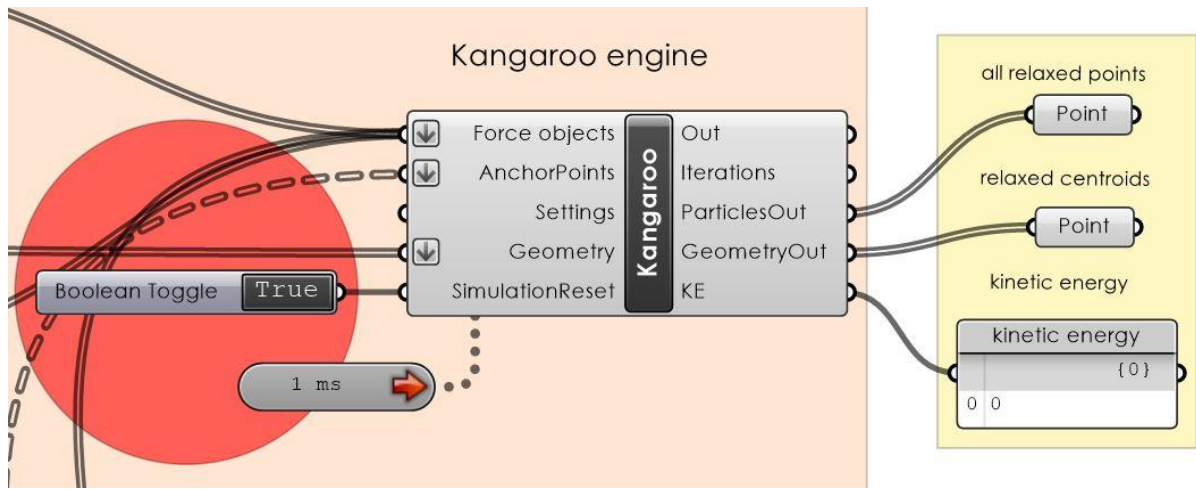 Kangaroo engine
Force objects
AnchorPoints
Settings
Geometry
SimulationReset
Kangaroo
Out
Iterations
ParticlesOut
GeometryOut
KE
Boolean Toggle True
1 ms
all relaxed points
Point
relaxed centroids
Point
kinetic energy
kinetic energy
{0}
0 0